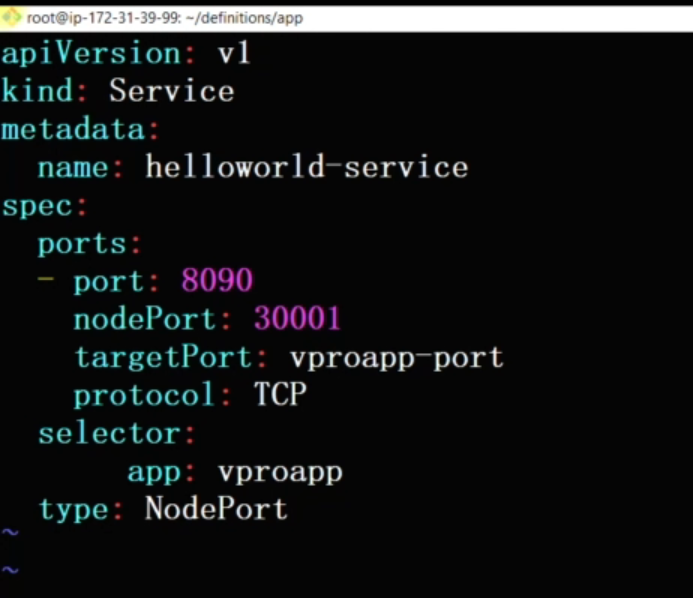 root@ip-172-31-39-99: ~/definitions/app
apiVersion: v1
kind: Service
metadata:
  name: helloworld-service
spec:
  ports:
  - port: 8090
    nodePort: 30001
    targetPort: vproapp-port
    protocol: TCP
  selector:
       app: vproapp
  type: NodePort
~
~